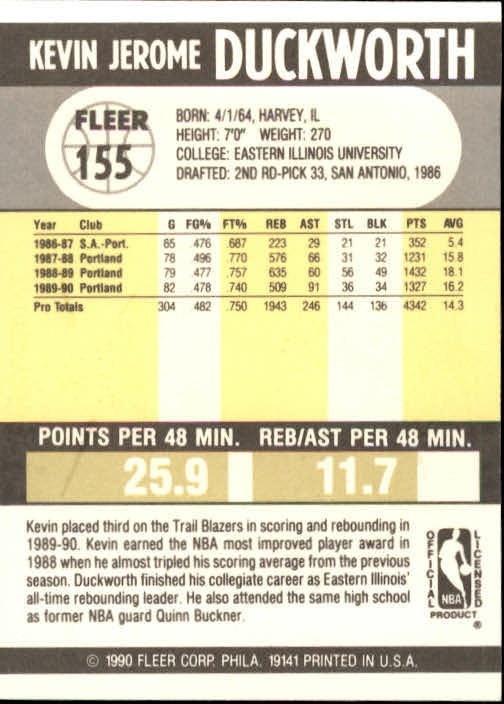 KEVIN JEROME DUCKWORTH
FLEER
155
BORN: 4/1/64, HARVEY, IL
HEIGHT: 7'0" WEIGHT: 270
COLLEGE: EASTERN ILLINOIS UNIVERSITY
DRAFTED: 2ND RD-PICK 33, SAN ANTONIO, 1986
Year Club G FG% FT% REB AST STL BLK PTS AVG
1986-87 S.A.-Port. 65 .476 .687 223 29 21 21 352 5.4
1987-88 Portland 78 .496 .770 576 66 31 32 1231 15.8
1988-89 Portland 79 .477 .757 635 60 56 49 1432 18.1
1989-90 Portland 82 .478 .740 509 91 36 34 1327 16.2
Pro Totals 304 .482 .750 1943 246 144 136 4342 14.3
POINTS PER 48 MIN. REB/AST PER 48 MIN.
25.9 11.7
Kevin placed third on the Trail Blazers in scoring and rebounding in
1989-90. Kevin earned the NBA most improved player award in
1988 when he almost tripled his scoring average from the previous
season. Duckworth finished his collegiate career as Eastern Illinois'
all-time rebounding leader. He also attended the same high school
as former NBA guard Quinn Buckner.
OFFICIAL
LICENSED
NBA
PRODUCT
®
© 1990 FLEER CORP. PHILA. 19141 PRINTED IN U.S.A.